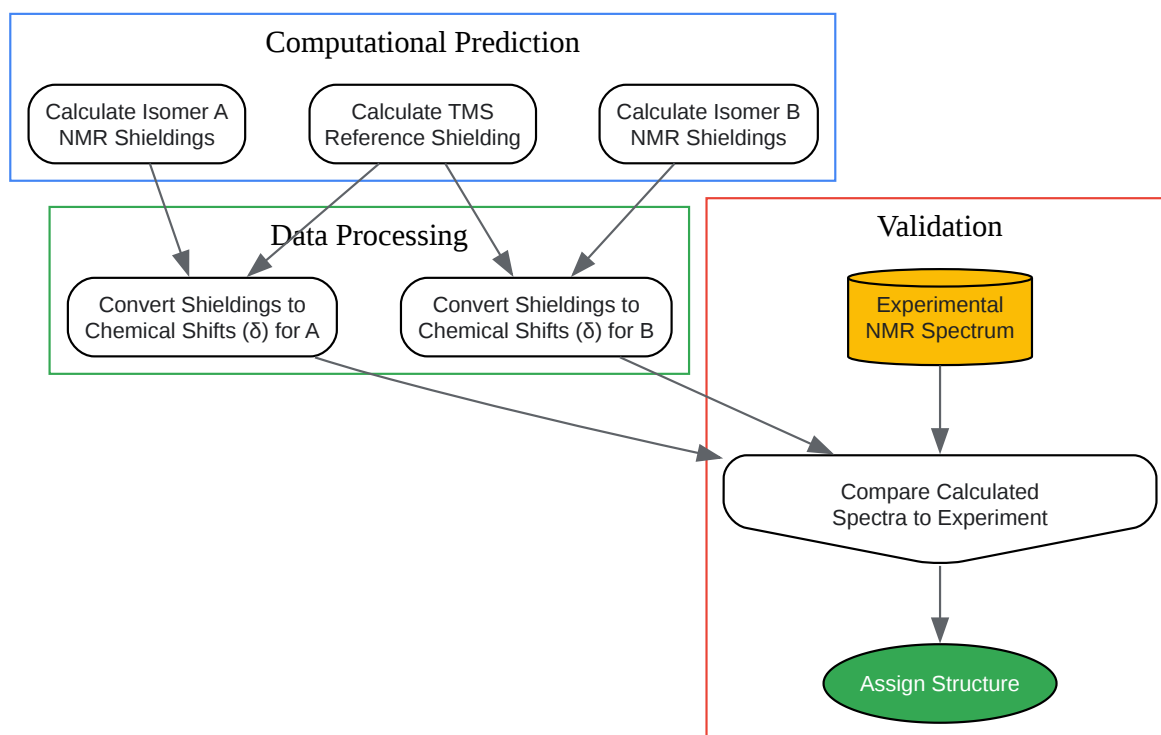 Computational Prediction
Calculate Isomer A
NMR Shieldings
Calculate TMS
Reference Shielding
Calculate Isomer B
NMR Shieldings
Data Processing
Convert Shieldings to
Chemical Shifts (δ) for A
Convert Shieldings to
Chemical Shifts (δ) for B
Validation
Experimental
NMR Spectrum
Compare Calculated
Spectra to Experiment
Assign Structure